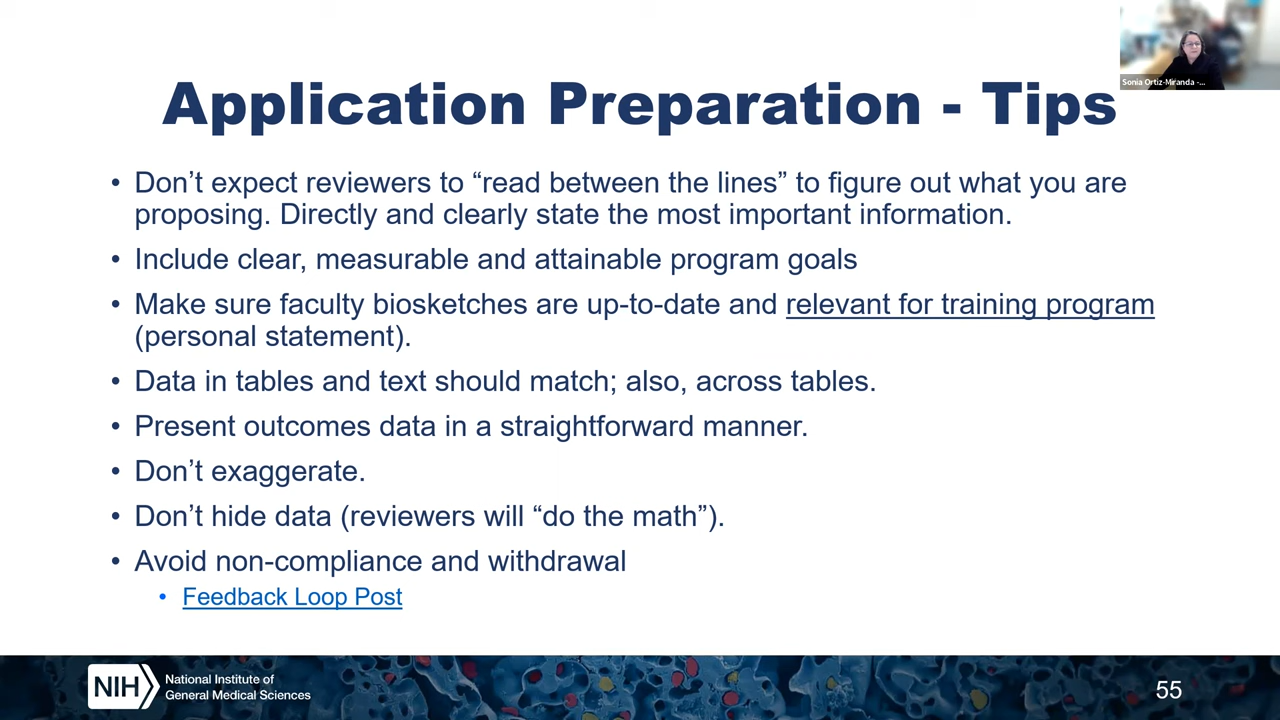 Sonia Ortiz-Miranda -...
Application Preparation - Tips
• Don’t expect reviewers to “read between the lines” to figure out what you are
proposing. Directly and clearly state the most important information.
• Include clear, measurable and attainable program goals
• Make sure faculty biosketches are up-to-date and relevant for training program
(personal statement).
• Data in tables and text should match; also, across tables.
• Present outcomes data in a straightforward manner.
• Don’t exaggerate.
• Don’t hide data (reviewers will “do the math”).
• Avoid non-compliance and withdrawal
• Feedback Loop Post
NIH
National Institute of
General Medical Sciences
55